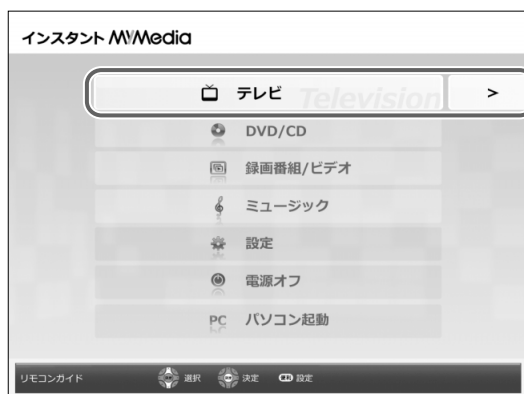 インスタント MyMedia
テレビ Television >
DVD/CD
録画番組/ビデオ
ミュージック
設定
電源オフ
PC パソコン起動
リモコンガイド 選択 決定 設定